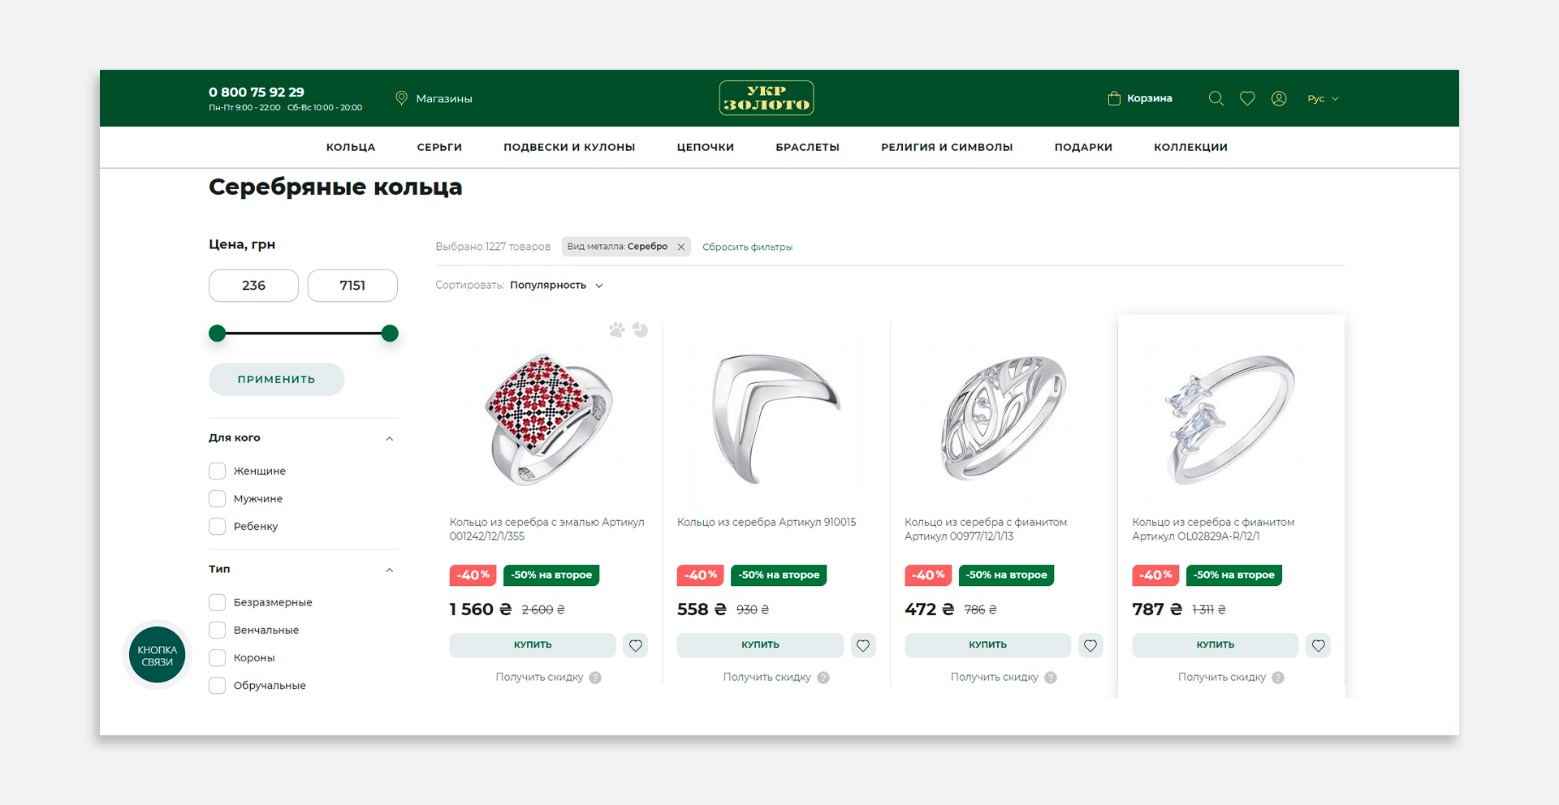 0 800 75 92 29
Пн-Пт 9:00 - 22:00 Сб-Вс 10:00 - 20:00
Магазины
УКР
ЗОЛОТО
Корзина
Рус
КОЛЬЦА СЕРЬГИ ПОДВЕСКИ И КУЛОНЫ ЦЕПОЧКИ БРАСЛЕТЫ РЕЛИГИЯ И СИМВОЛЫ ПОДАРКИ КОЛЛЕКЦИИ
Серебряные кольца
Цена, грн
236 7151
ПРИМЕНИТЬ
Для кого
Женщине
Мужчине
Ребенку
Тип
Безразмерные
Венчальные
Короны
Обручальные
КНОПКА
СВЯЗИ
Выбрано 1227 товаров Вид металла: Серебро Сбросить фильтры
Сортировать: Популярность
Кольцо из серебра с эмалью Артикул
001242/12/1/355
-40% -50% на второе
1 560 ₴ 2 600 ₴
КУПИТЬ
Получить скидку ?
Кольцо из серебра Артикул 910015
-40% -50% на второе
558 ₴ 930 ₴
КУПИТЬ
Получить скидку ?
Кольцо из серебра с фианитом
Артикул 00977/12/1/13
-40% -50% на второе
472 ₴ 786 ₴
КУПИТЬ
Получить скидку ?
Кольцо из серебра с фианитом
Артикул OL02829A-R/12/1
-40% -50% на второе
787 ₴ 1 311 ₴
КУПИТЬ
Получить скидку ?